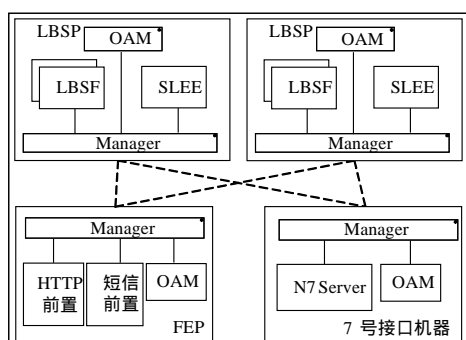 LBSP
OAM
LBSF
SLEE
Manager
LBSP
OAM
LBSF
SLEE
Manager
Manager
HTTP
前置
短信
前置
OAM
FEP
Manager
N7 Server
OAM
7 号接口机器